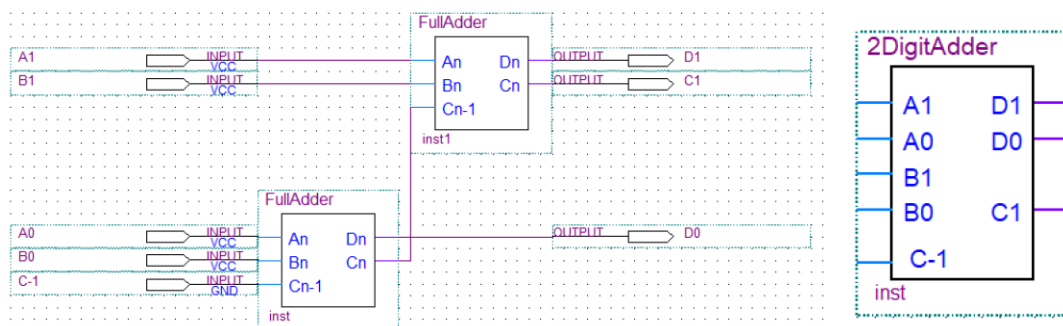 FullAdder
A1 INPUT VCC An Dn OUTPUT D1
B1 INPUT VCC Bn Cn OUTPUT C1
Cn-1
inst1
FullAdder
A0 INPUT VCC An Dn OUTPUT D0
B0 INPUT VCC Bn Cn
C-1 INPUT GND Cn-1
inst
2DigitAdder
A1 D1
A0 D0
B1
B0 C1
C-1
inst